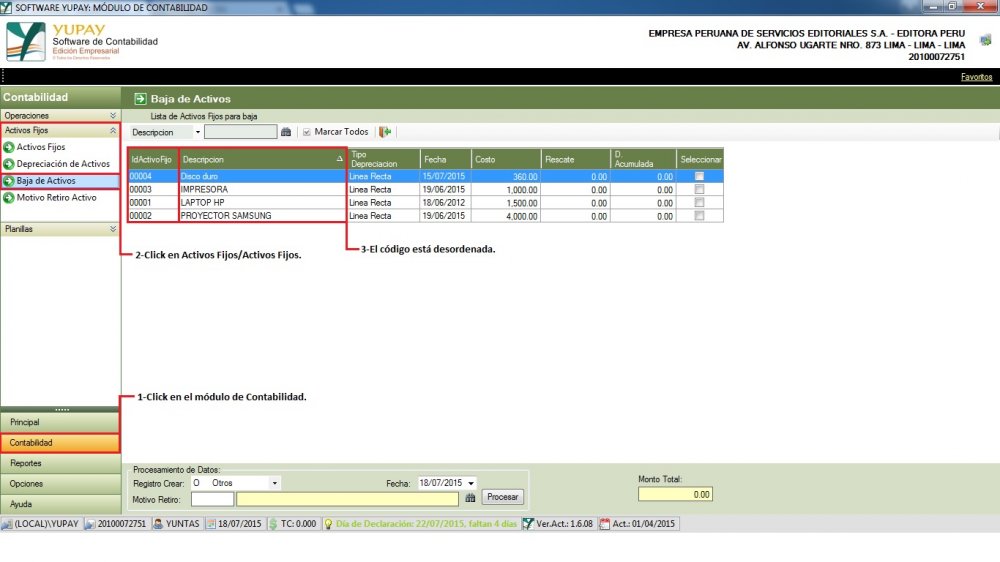 SOFTWARE YUPAY: MÓDULO DE CONTABILIDAD
YUPAY
Software de Contabilidad
Edición Empresarial
© Todos los Derechos Reservados
EMPRESA PERUANA DE SERVICIOS EDITORIALES S.A. - EDITORA PERU
AV. ALFONSO UGARTE NRO. 873 LIMA - LIMA - LIMA
20100072751
Favoritos
Contabilidad
Operaciones
Activos Fijos
Activos Fijos
Depreciación de Activos
Baja de Activos
Motivo Retiro Activo
Planillas
Baja de Activos
Lista de Activos Fijos para baja
Descripcion
Marcar Todos
IdActivoFijo Descripcion Tipo Depreciacion Fecha Costo Rescate D. Acumulada Seleccionar
00004 Disco duro Linea Recta 15/07/2015 360.00 0.00 0.00
00003 IMPRESORA Linea Recta 19/06/2015 1,000.00 0.00 0.00
00001 LAPTOP HP Linea Recta 18/06/2012 1,500.00 0.00 0.00
00002 PROYECTOR SAMSUNG Linea Recta 19/06/2015 4,000.00 0.00 0.00
2-Click en Activos Fijos/Activos Fijos.
3-El código está desordenada.
1-Click en el módulo de Contabilidad.
Principal
Contabilidad
Reportes
Opciones
Ayuda
Procesamiento de Datos:
Registro Crear: O Otros Fecha: 18/07/2015
Motivo Retiro: Procesar
Monto Total:
0.00
(LOCAL)\YUPAY 20100072751 YUNTAS 18/07/2015 TC: 0.000 Día de Declaración: 22/07/2015, faltan 4 días Ver.Act.: 1.6.08 Act.: 01/04/2015